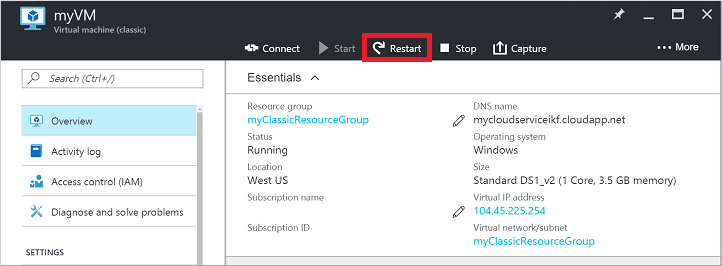 myVM
Virtual machine (classic)
Connect Start Restart Stop Capture More
Search (Ctrl+/)
Overview
Activity log
Access control (IAM)
Diagnose and solve problems
SETTINGS
Essentials
Resource group
myClassicResourceGroup
Status
Running
Location
West US
Subscription name
Subscription ID
DNS name
mycloudserviceikf.cloudapp.net
Operating system
Windows
Size
Standard DS1_v2 (1 Core, 3.5 GB memory)
Virtual IP address
104.45.225.254
Virtual network/subnet
myClassicResourceGroup